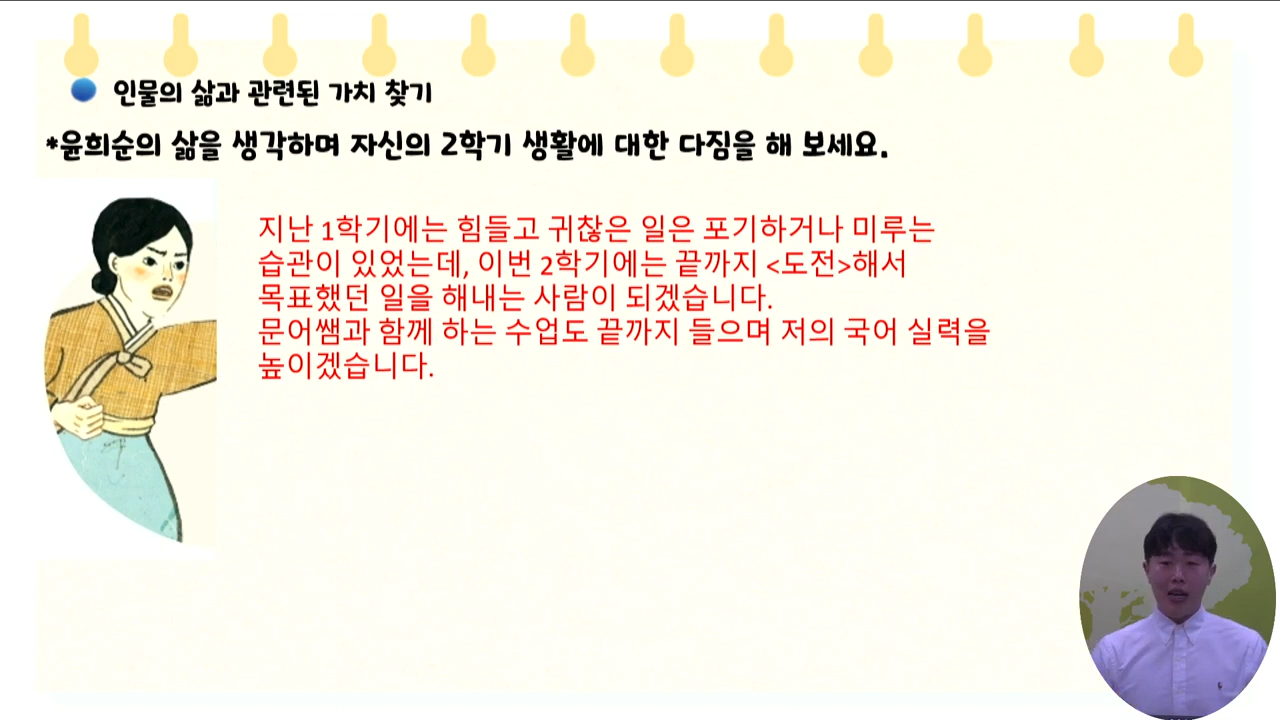 인물의 삶과 관련된 가치 찾기
*윤희순의 삶을 생각하며 자신의 2학기 생활에 대한 다짐을 해 보세요.
지난 1학기에는 힘들고 귀찮은 일은 포기하거나 미루는
습관이 있었는데, 이번 2학기에는 끝까지 <도전>해서
목표했던 일을 해내는 사람이 되겠습니다.
문어쌤과 함께 하는 수업도 끝까지 들으며 저의 국어 실력을
높이겠습니다.